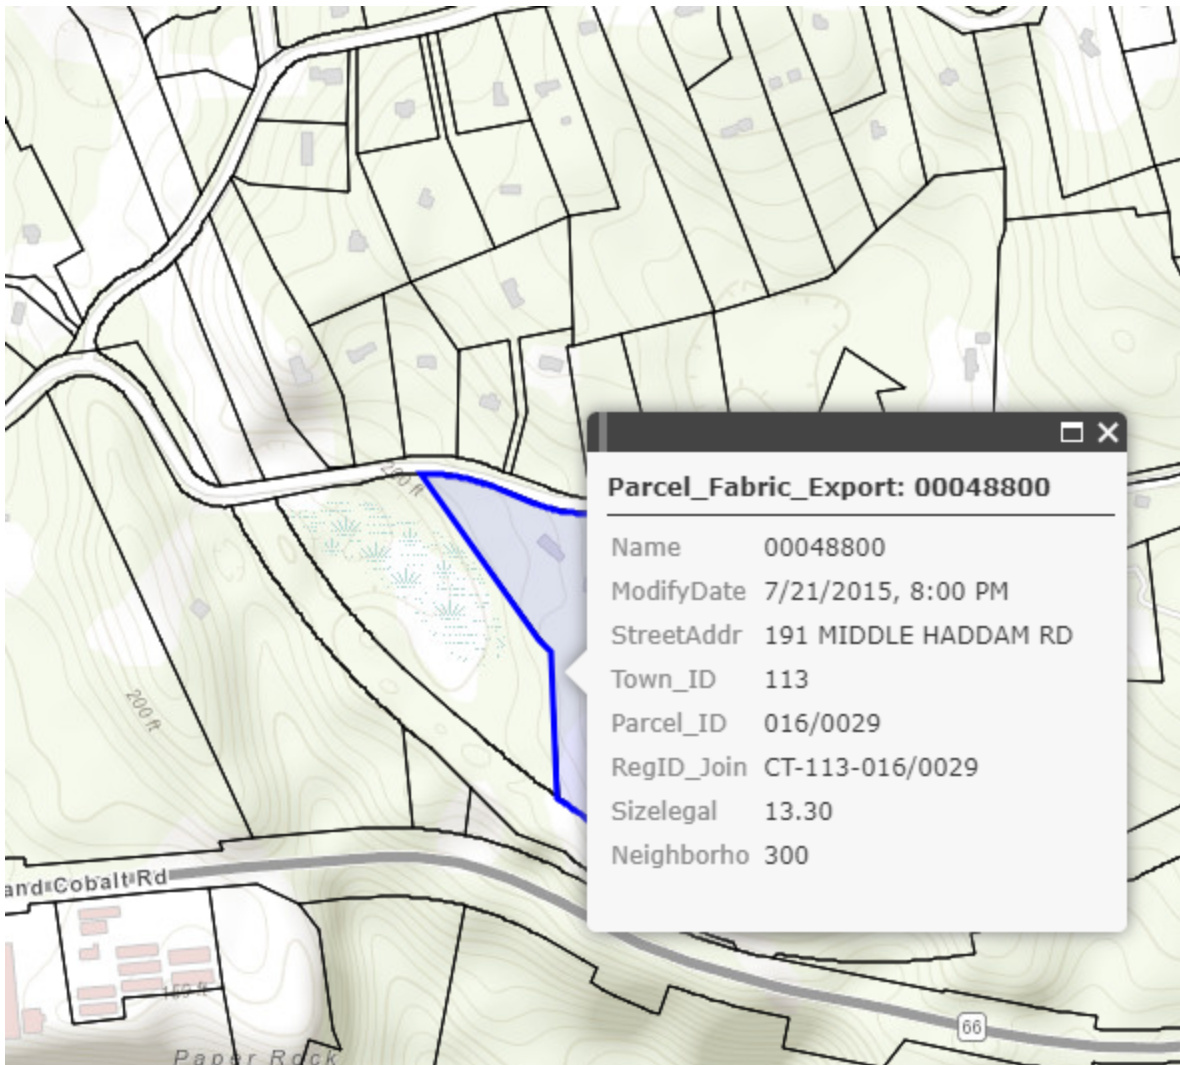 Parcel_Fabric_Export: 00048800
Name 00048800
ModifyDate 7/21/2015, 8:00 PM
StreetAddr 191 MIDDLE HADDAM RD
Town_ID 113
Parcel_ID 016/0029
RegID_Join CT-113-016/0029
Sizelegal 13.30
Neighborho 300
200 ft
and Cobalt Rd
66
Paper Rock